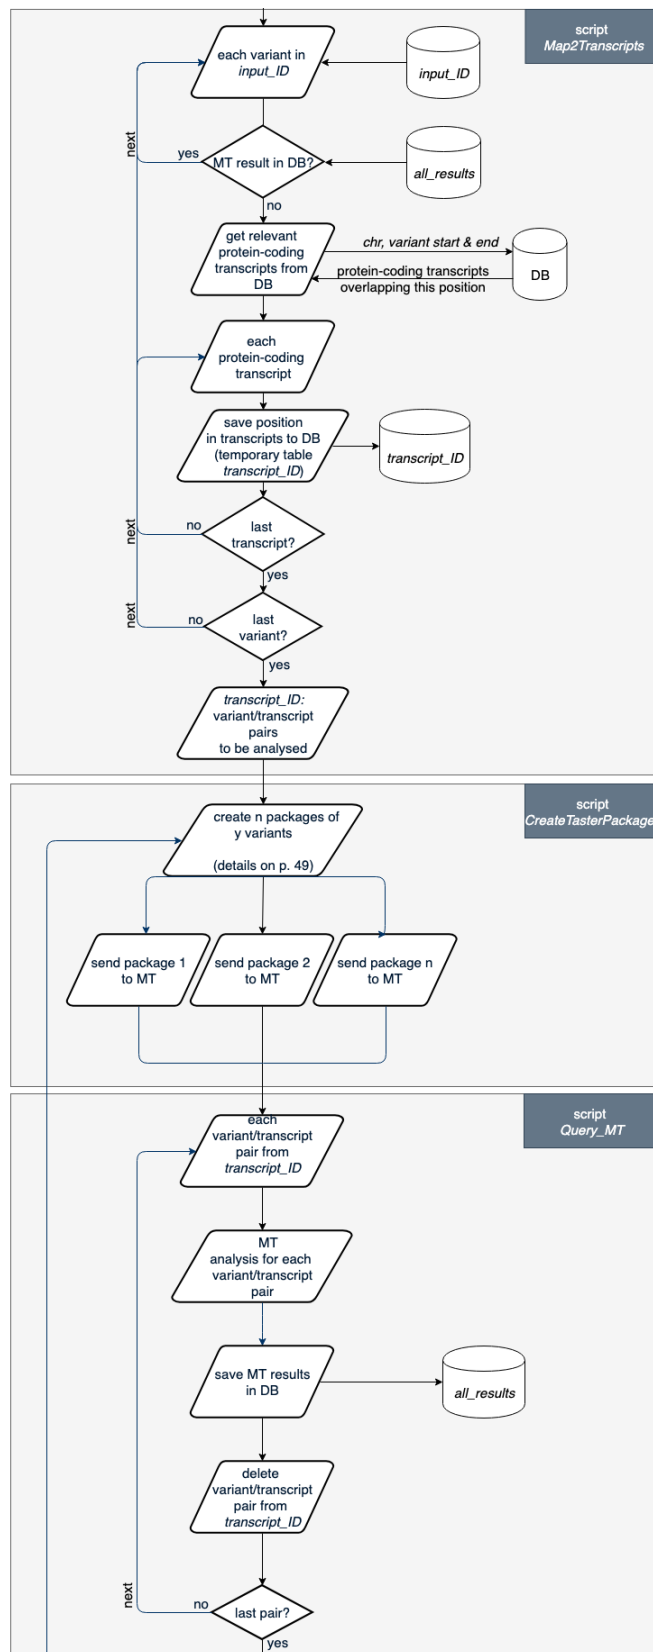 script
Map2Transcripts
each variant in
input_ID
input_ID
next
yes
MT result in DB?
all_results
no
get relevant
protein-coding
transcripts from
DB
chr, variant start & end
protein-coding transcripts
overlapping this position
DB
each
protein-coding
transcript
save position
in transcripts to DB
(temporary table
transcript_ID)
transcript_ID
next
no
last
transcript?
yes
next
no
last
variant?
yes
transcript_ID:
variant/transcript
pairs
to be analysed
script
CreateTasterPackage
create n packages of
y variants
(details on p. 49)
send package 1
to MT
send package 2
to MT
send package n
to MT
script
Query_MT
each
variant/transcript
pair from
transcript_ID
MT
analysis for each
variant/transcript
pair
save MT results
in DB
all_results
delete
variant/transcript
pair from
transcript_ID
next
no
last pair?
yes